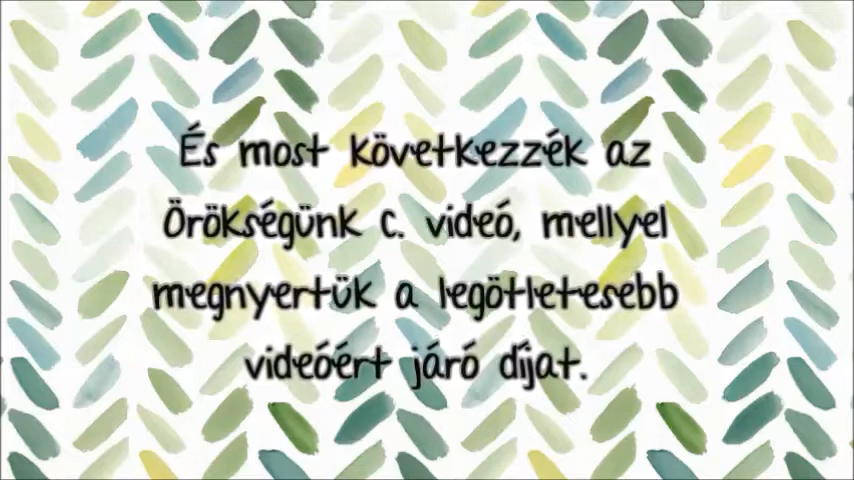 És most következzék az
Örökségünk c. videó, mellyel
megnyertük a legötletesebb
videóért járó díjat.